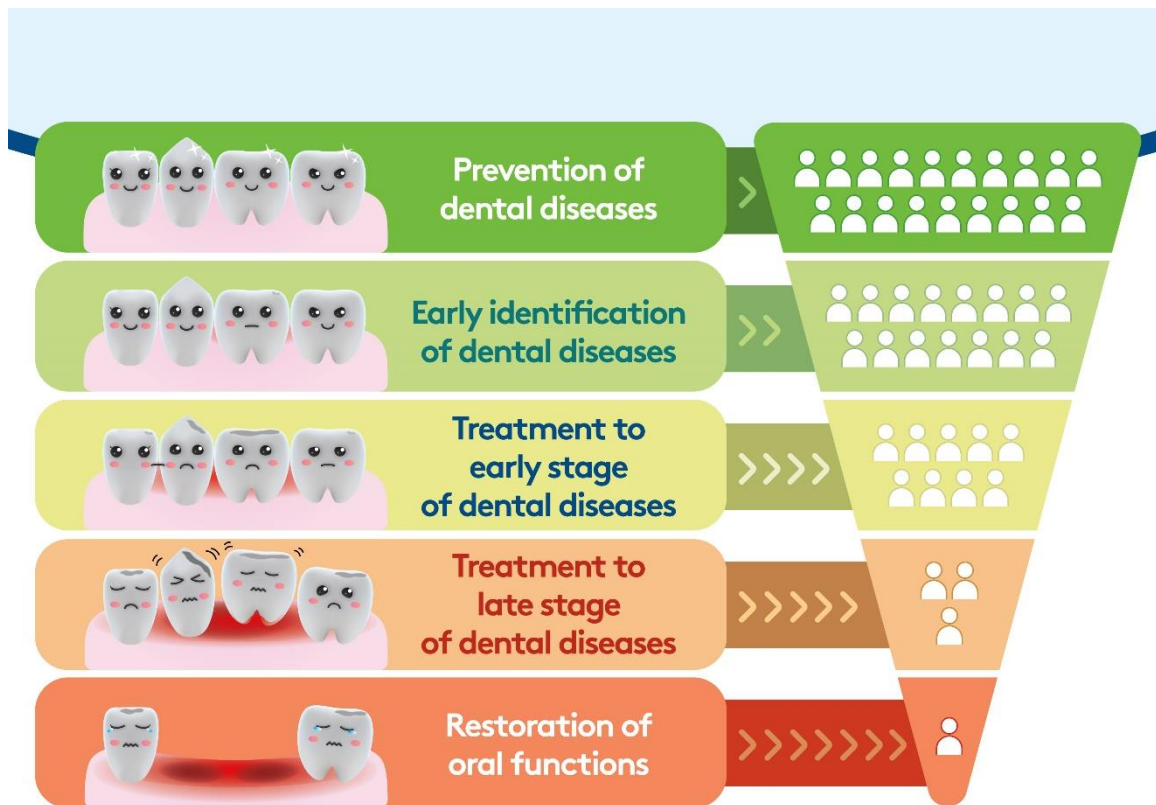 Prevention of
dental diseases
Early identification
of dental diseases
Treatment to
early stage
of dental diseases
Treatment to
late stage
of dental diseases
Restoration of
oral functions